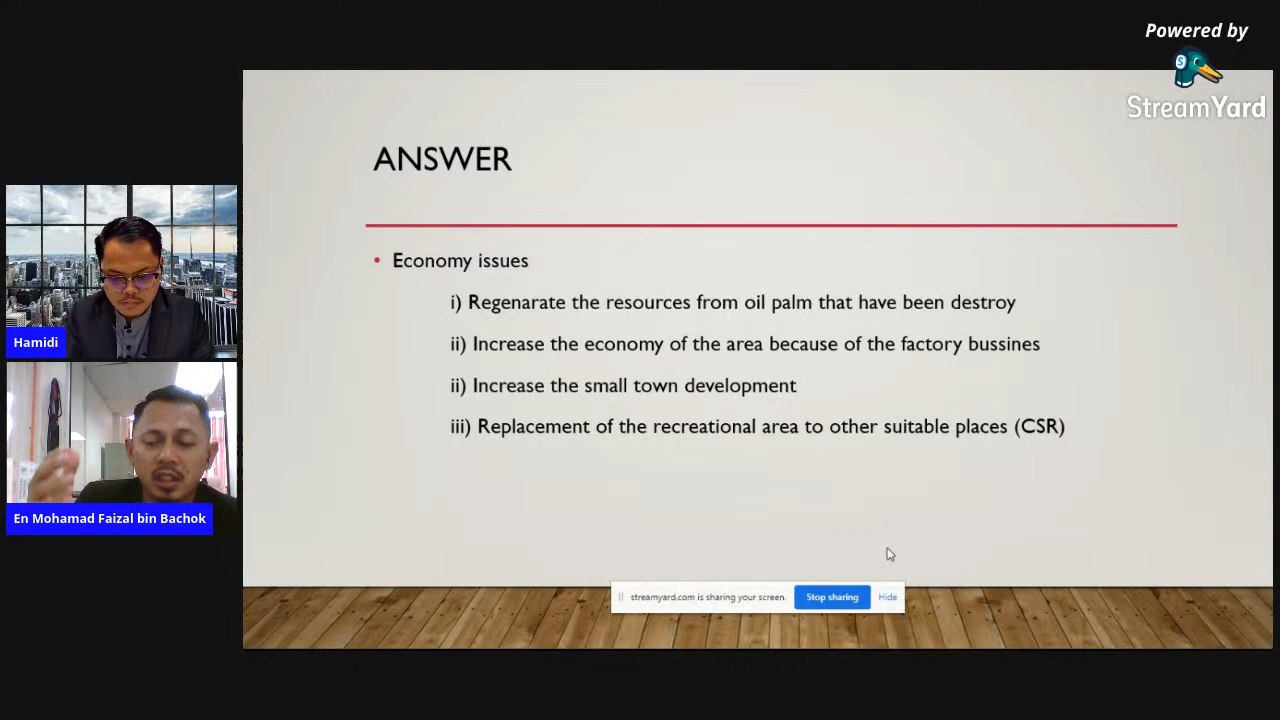 Powered by
StreamYard
ANSWER
• Economy issues
i) Regenarate the resources from oil palm that have been destroy
ii) Increase the economy of the area because of the factory bussines
ii) Increase the small town development
iii) Replacement of the recreational area to other suitable places (CSR)
Hamidi
En Mohamad Faizal bin Bachok
streamyard.com is sharing your screen. Stop sharing Hide